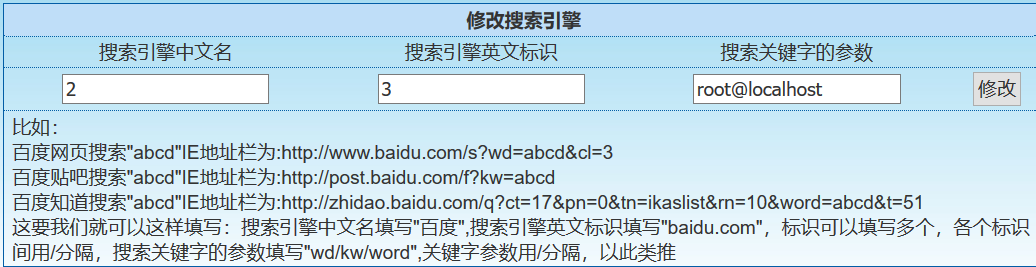 修改搜索引擎
搜索引擎中文名 搜索引擎英文标识 搜索关键字的参数
2 3 root@localhost 修改
比如：
百度网页搜索"abcd"IE地址栏为:http://www.baidu.com/s?wd=abcd&cl=3
百度贴吧搜索"abcd"IE地址栏为:http://post.baidu.com/f?kw=abcd
百度知道搜索"abcd"IE地址栏为:http://zhidao.baidu.com/q?ct=17&pn=0&tn=ikaslist&rn=10&word=abcd&t=51
这要我们就可以这样填写：搜索引擎中文名填写"百度",搜索引擎英文标识填写"baidu.com"，标识可以填写多个，各个标识
间用/分隔，搜索关键字的参数填写"wd/kw/word",关键字参数用/分隔，以此类推